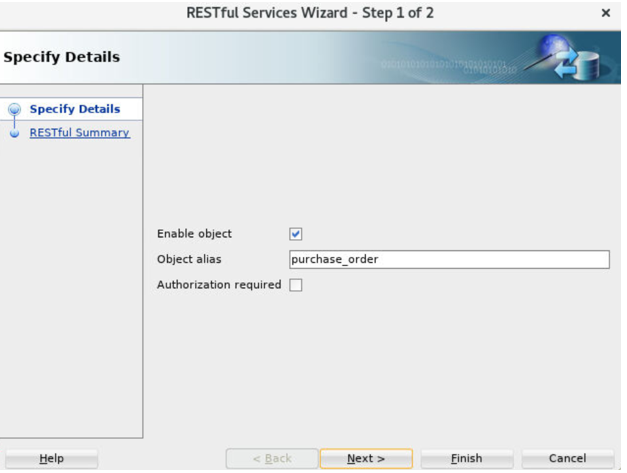 RESTful Services Wizard - Step 1 of 2
Specify Details
Specify Details
RESTful Summary
Enable object
Object alias purchase_order
Authorization required
Help < Back Next > Finish Cancel